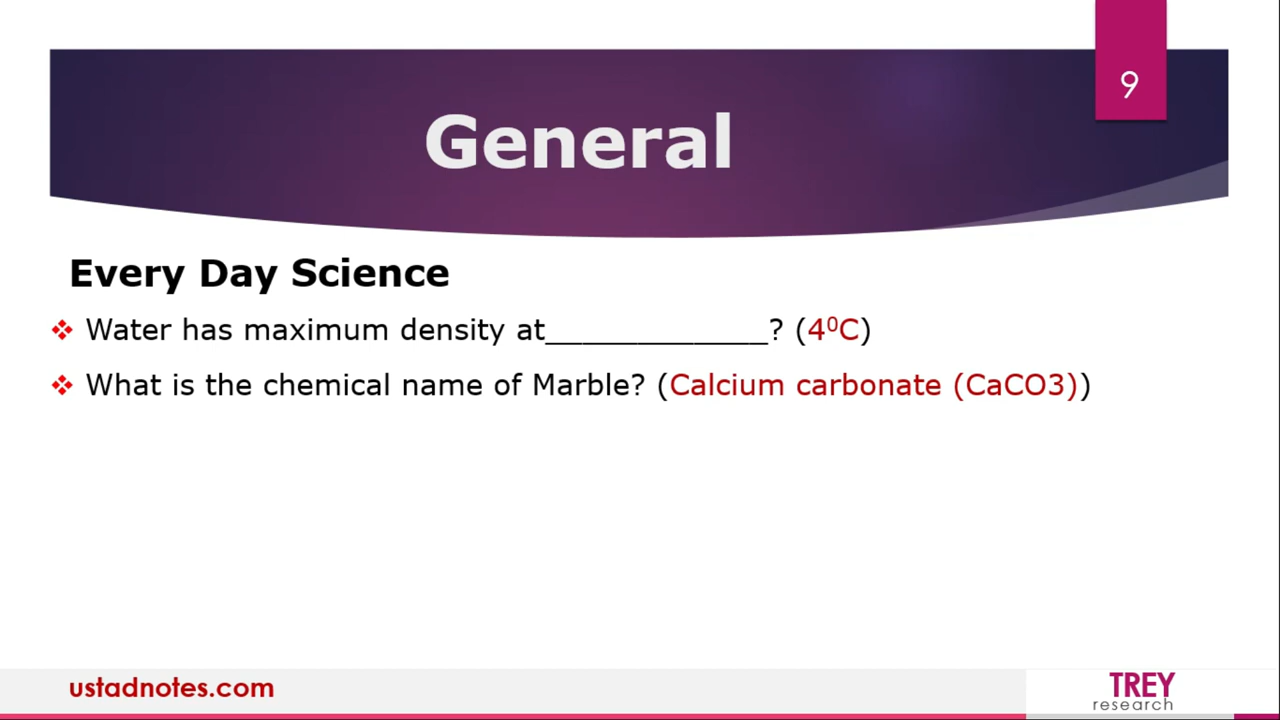 9
General
Every Day Science
❖ Water has maximum density at____________? (4⁰C)
❖ What is the chemical name of Marble? (Calcium carbonate (CaCO3))
ustadnotes.com
TREY
research